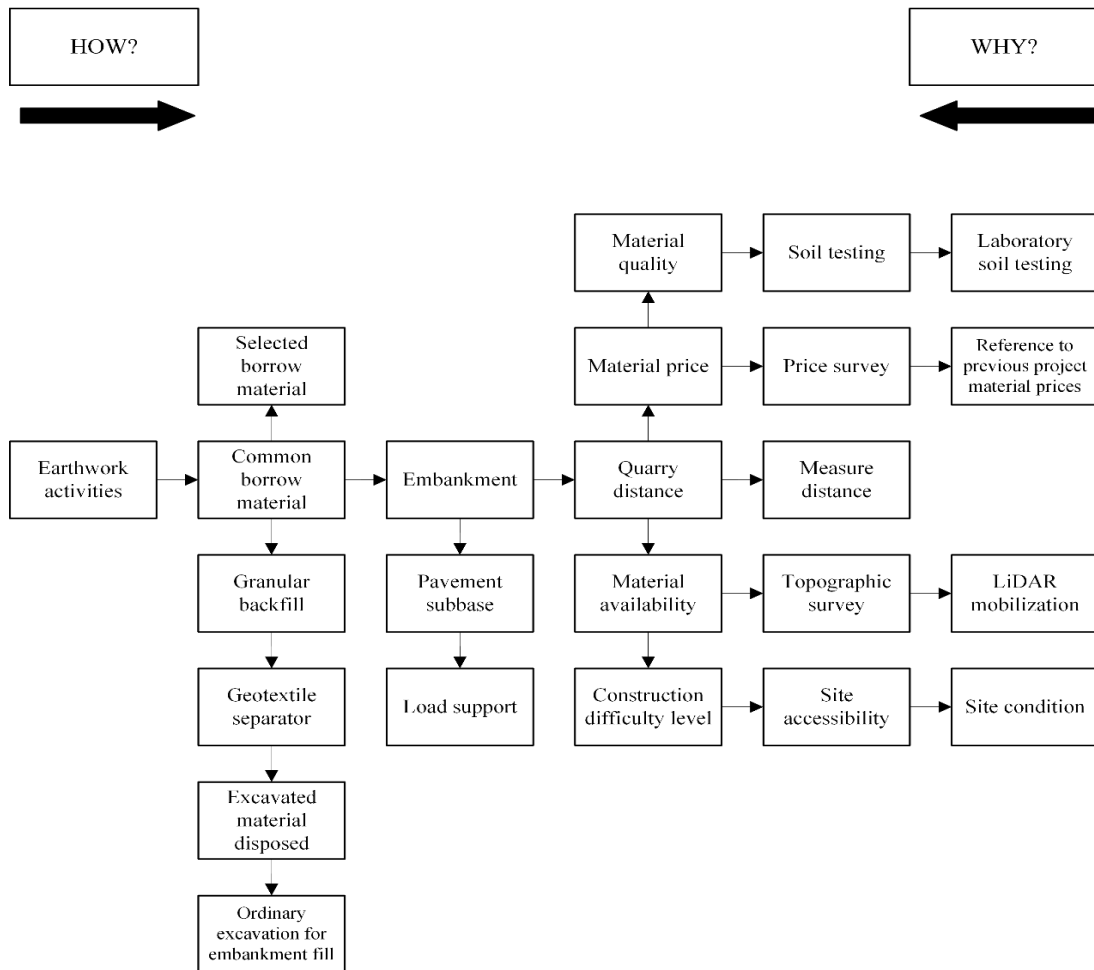 HOW?
WHY?
Material
quality
Soil testing
Laboratory
soil testing
Selected
borrow
material
Material price
Price survey
Reference to
previous project
material prices
Earthwork
activities
Common
borrow
material
Embankment
Quarry
distance
Measure
distance
Granular
backfill
Pavement
subbase
Material
availability
Topographic
survey
LiDAR
mobilization
Geotextile
separator
Load support
Construction
difficulty level
Site
accessibility
Site condition
Excavated
material
disposed
Ordinary
excavation for
embankment fill